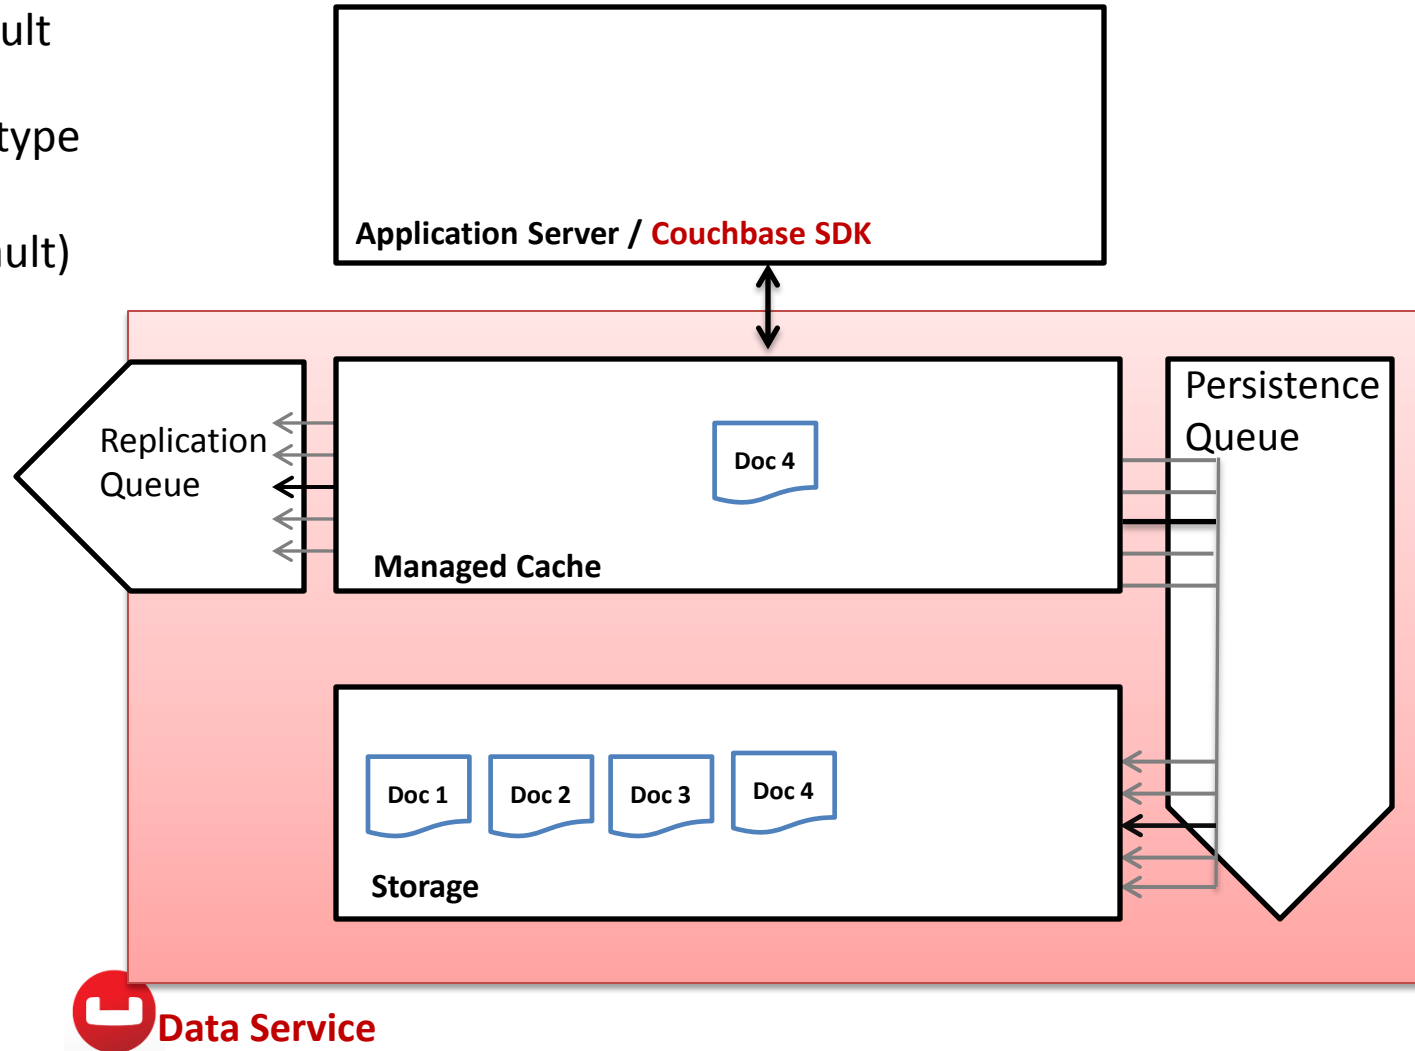 ult
type
ault)
Application Server / Couchbase SDK
Replication
Queue
Doc 4
Managed Cache
Persistence
Queue
Doc 1
Doc 2
Doc 3
Doc 4
Storage
Data Service